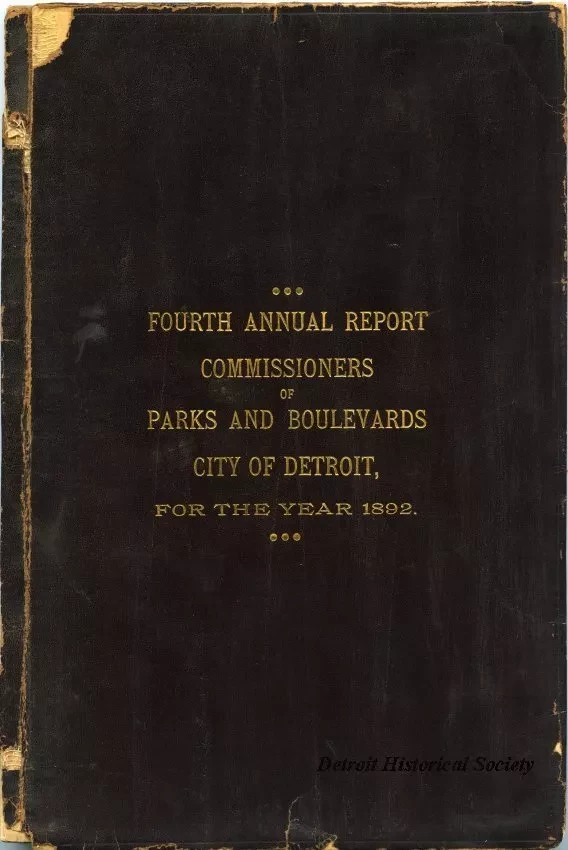 FOURTH ANNUAL REPORT
COMMISSIONERS
OF
PARKS AND BOULEVARDS
CITY OF DETROIT,
FOR THE YEAR 1892.
Detroit Historical Society